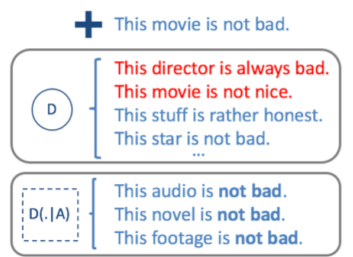 + This movie is not bad.
This director is always bad.
This movie is not nice.
D
This stuff is rather honest.
This star is not bad.
...
This audio is not bad.
D(.|A)
This novel is not bad.
This footage is not bad.